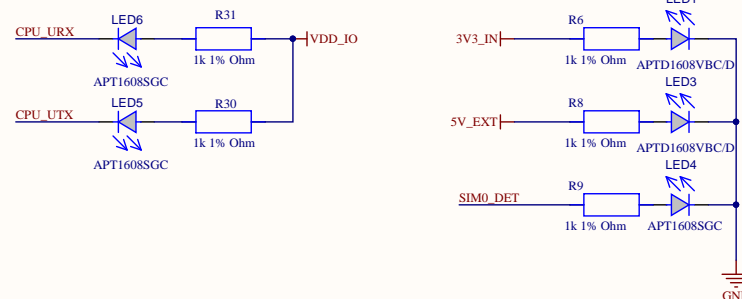 LED6
R31
CPU_URX
VDD_IO
1k 1% Ohm
APT1608SGC
LED5
R30
CPU_UTX
1k 1% Ohm
APT1608SGC
R6
3V3_IN
1k 1% Ohm
APTD1608VBC/D
LED3
R8
5V_EXT
1k 1% Ohm
APTD1608VBC/D
LED4
R9
SIM0_DET
1k 1% Ohm
APT1608SGC